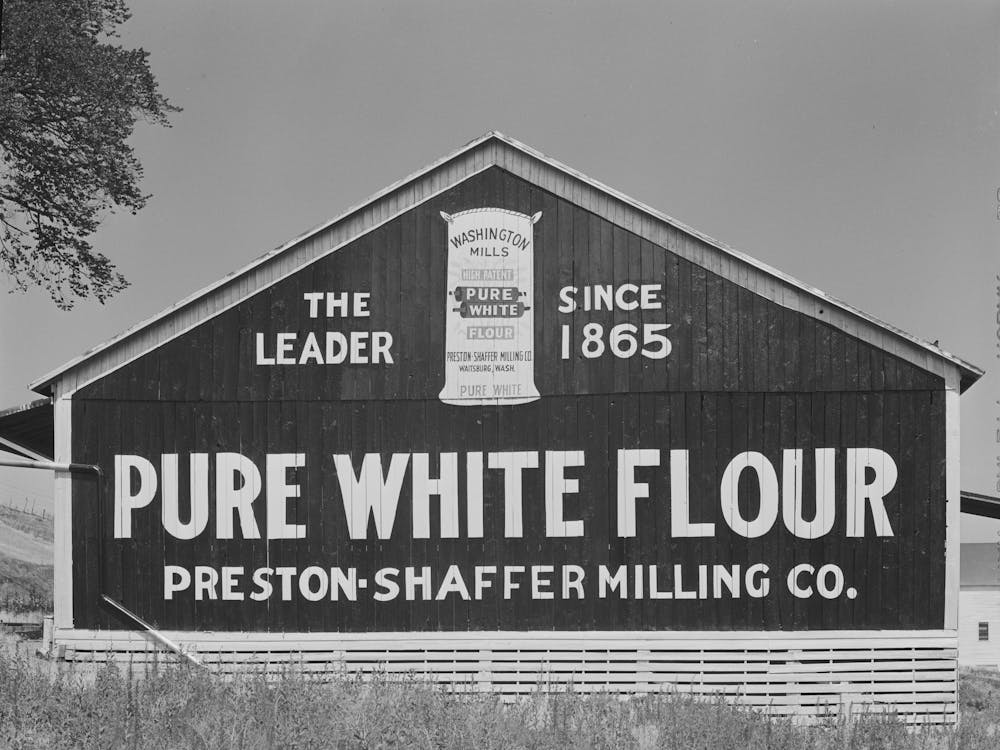 THE
LEADER
WASHINGTON
MILLS
HIGH PATENT
PURE
WHITE
FLOUR
PRESTON-SHAFFER MILLING CO.
WAITSBURG, WASH.
PURE WHITE
SINCE
1865
PURE WHITE FLOUR
PRESTON-SHAFFER MILLING CO.